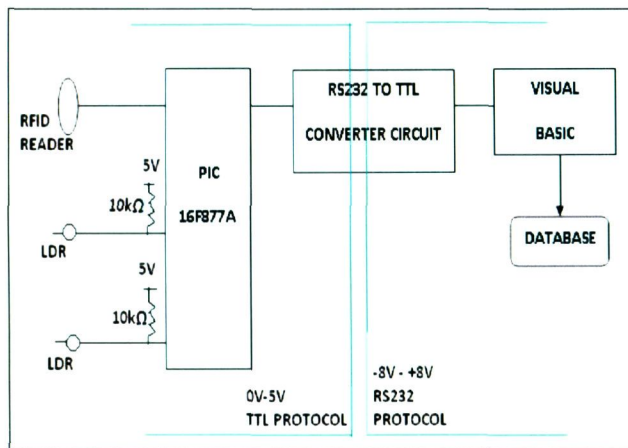 RFID
READER
5V
10kΩ
LDR
5V
10kΩ
LDR
PIC
16F877A
RS232 TO TTL
CONVERTER CIRCUIT
VISUAL
BASIC
DATABASE
0V-5V
TTL PROTOCOL
-8V - +8V
RS232
PROTOCOL